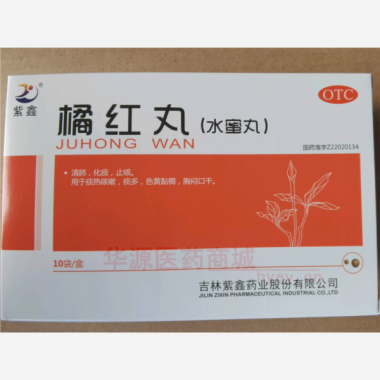 紫鑫
®
OTC
橘红丸(水蜜丸)
JUHONG WAN
国药准字Z22020134
清肺,化痰,止咳。
用于痰热咳嗽,痰多,色黄黏稠,胸闷口干。
华源医药商城
10袋/盒
吉林紫鑫药业股份有限公司
JILIN ZIXIN PHARMACEUTICAL INDUSTRIAL CO.,LTD